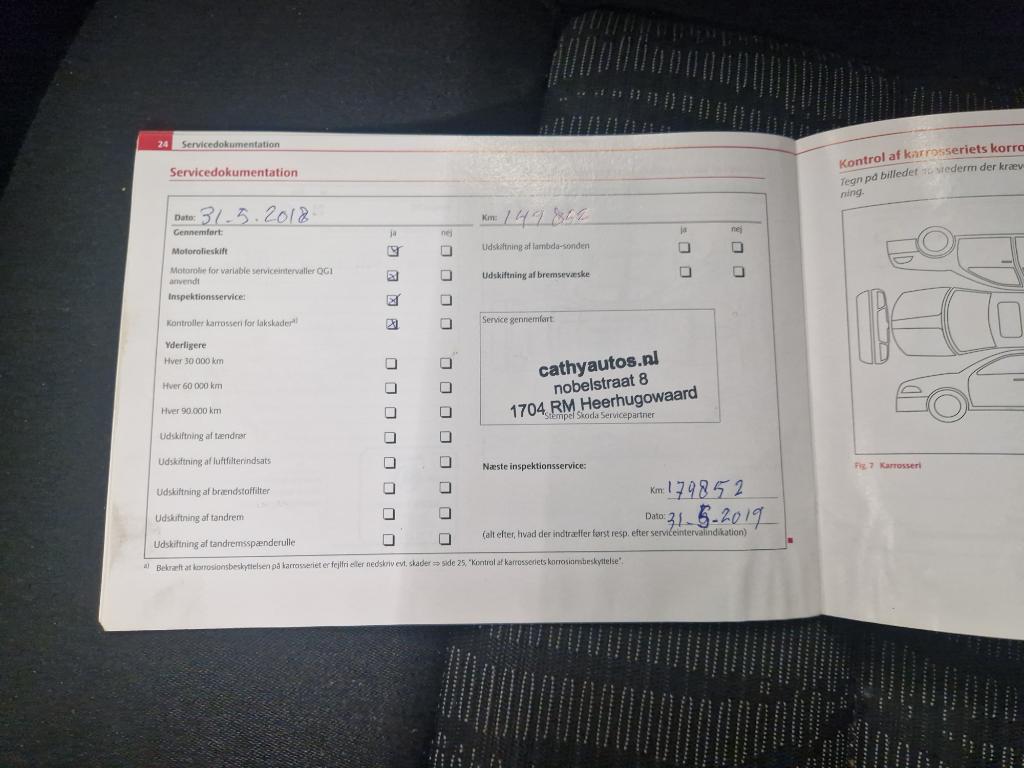 24 Servicedokumentation
Servicedokumentation
Dato: 31-5-2018
Gennemført: ja nej
Motorolieskift
Motorolie for variable serviceintervaller QG1
anvendt
Inspektionsservice:
Kontroller karrosseri for lakskader a)
Yderligere
Hver 30 000 km
Hver 60 000 km
Hver 90.000 km
Udskiftning af tændrør
Udskiftning af luftfilterindsats
Udskiftning af brændstoffilter
Udskiftning af tandrem
Udskiftning af tandremsspænderulle
Km: 149 852
ja nej
Udskiftning af lambda-sonden
Udskiftning af bremsevæske
Service gennemført:
cathyautos.nl
nobelstraat 8
1704 RM Heerhugowaard
Stempel Skoda Servicepartner
Næste inspektionsservice:
Km: 179852
Dato: 31-5-2019
(alt efter, hvad der indtræffer først resp. efter serviceintervalindikation)
a) Bekræft at korrosionsbeskyttelsen på karrosseriet er fejlfri eller nedskriv evt. skader ⇒ side 25, "Kontrol af karrosseriets korrosionsbeskyttelse".
Kontrol af karrosseriets korro
Tegn på billedet
der kræv
ning.
Fig. 7 Karrosseri